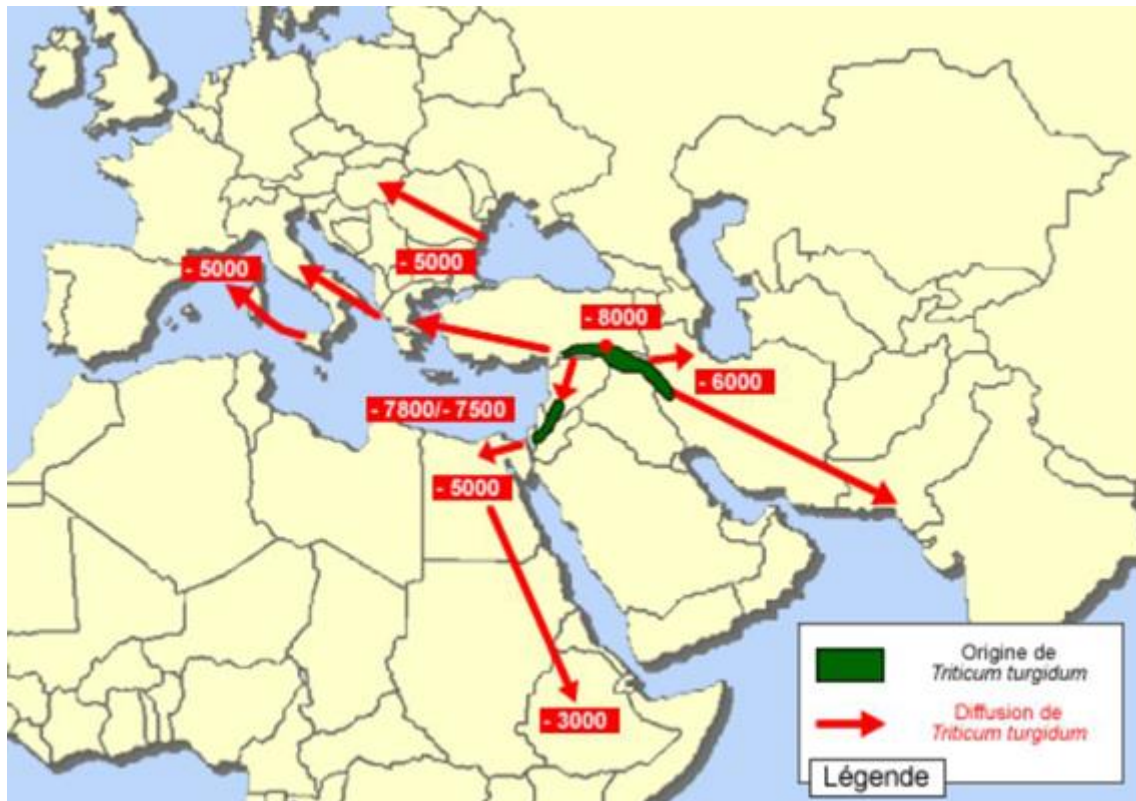 - 5000
- 5000
- 8000
- 6000
- 7800/- 7500
- 5000
- 3000
Origine de
Triticum turgidum
Diffusion de
Triticum turgidum
Légende